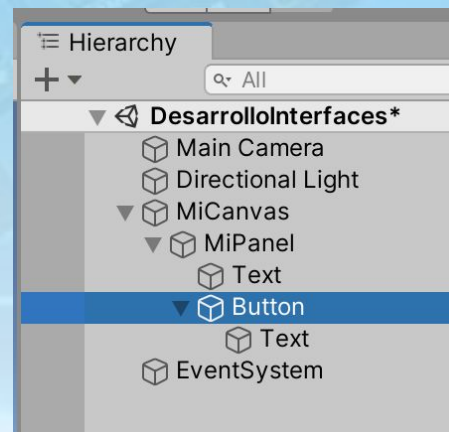 Hierarchy
All
DesarrolloInterfaces*
Main Camera
Directional Light
MiCanvas
MiPanel
Text
Button
Text
EventSystem